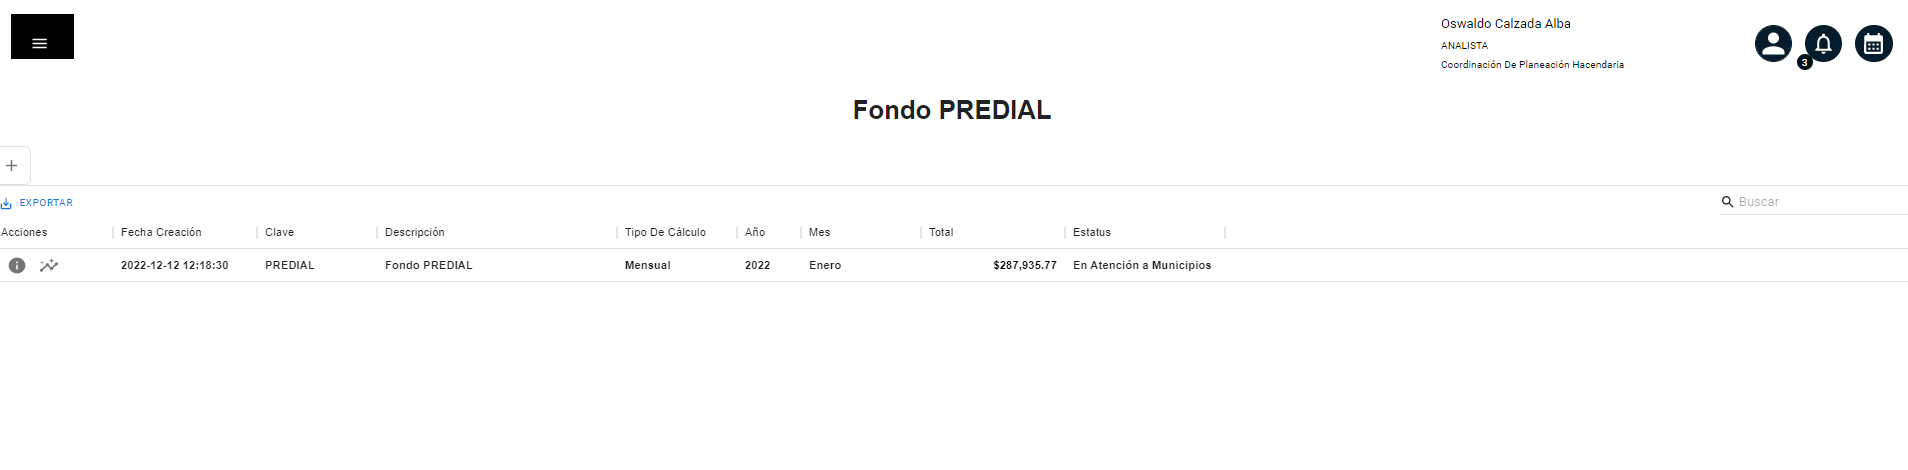 Oswaldo Calzada Alba
ANALISTA
Coordinación De Planeación Hacendaria
3
Fondo PREDIAL
EXPORTAR
Buscar
Acciones Fecha Creación Clave Descripción Tipo De Cálculo Año Mes Total Estatus
2022-12-12 12:18:30 PREDIAL Fondo PREDIAL Mensual 2022 Enero $287,935.77 En Atención a Municipios